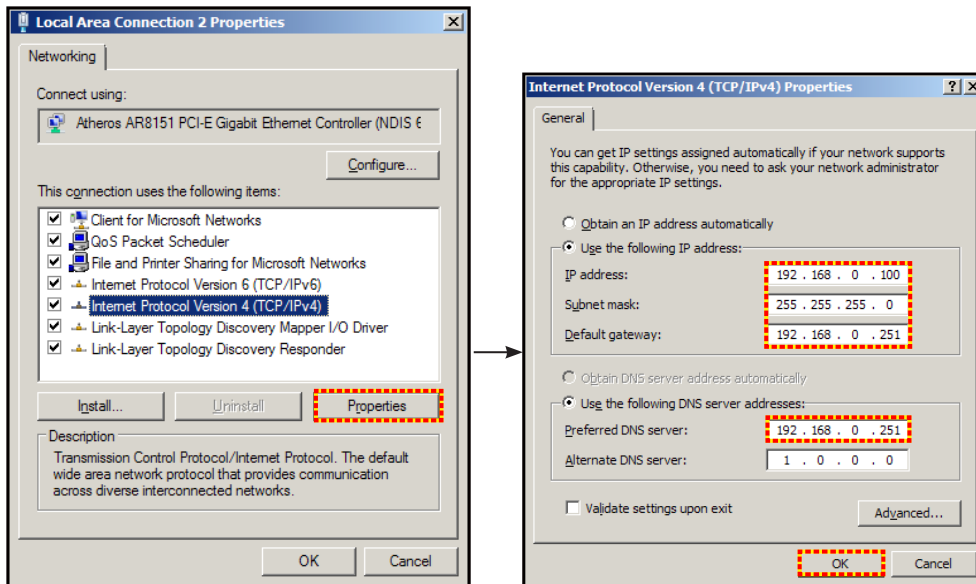 Local Area Connection 2 Properties
Networking
Connect using:
Atheros AR8151 PCI-E Gigabit Ethernet Controller (NDIS 6
Configure...
This connection uses the following items:
Client for Microsoft Networks
QoS Packet Scheduler
File and Printer Sharing for Microsoft Networks
Internet Protocol Version 6 (TCP/IPv6)
Internet Protocol Version 4 (TCP/IPv4)
Link-Layer Topology Discovery Mapper I/O Driver
Link-Layer Topology Discovery Responder
Install...
Uninstall
Properties
Description
Transmission Control Protocol/Internet Protocol. The default
wide area network protocol that provides communication
across diverse interconnected networks.
OK
Cancel
Internet Protocol Version 4 (TCP/IPv4) Properties
General
You can get IP settings assigned automatically if your network supports
this capability. Otherwise, you need to ask your network administrator
for the appropriate IP settings.
Obtain an IP address automatically
Use the following IP address:
IP address: 192 . 168 . 0 . 100
Subnet mask: 255 . 255 . 255 . 0
Default gateway: 192 . 168 . 0 . 251
Obtain DNS server address automatically
Use the following DNS server addresses:
Preferred DNS server: 192 . 168 . 0 . 251
Alternate DNS server: 1 . 0 . 0 . 0
Validate settings upon exit
Advanced...
OK
Cancel